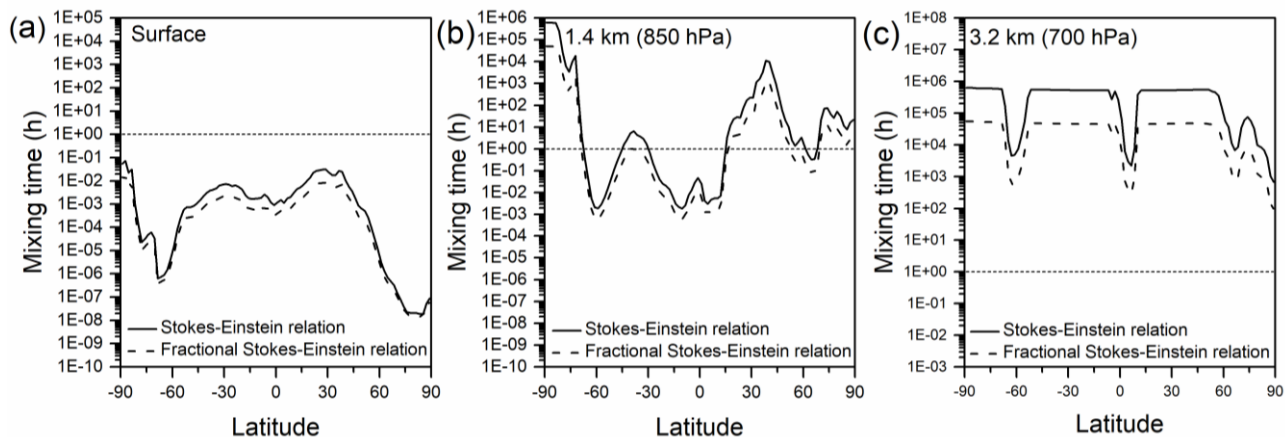 (a)
Surface
Mixing time (h)
1E+05
1E+04
1E+03
1E+02
1E+01
1E+00
1E-01
1E-02
1E-03
1E-04
1E-05
1E-06
1E-07
1E-08
1E-09
1E-10
Stokes-Einstein relation
Fractional Stokes-Einstein relation
-90 -60 -30 0 30 60 90
Latitude
(b)
1.4 km (850 hPa)
Mixing time (h)
1E+06
1E+05
1E+04
1E+03
1E+02
1E+01
1E+00
1E-01
1E-02
1E-03
1E-04
1E-05
1E-06
1E-07
1E-08
1E-09
1E-10
Stokes-Einstein relation
Fractional Stokes-Einstein relation
-90 -60 -30 0 30 60 90
Latitude
(c)
3.2 km (700 hPa)
Mixing time (h)
1E+08
1E+07
1E+06
1E+05
1E+04
1E+03
1E+02
1E+01
1E+00
1E-01
1E-02
1E-03
Stokes-Einstein relation
Fractional Stokes-Einstein relation
-90 -60 -30 0 30 60 90
Latitude